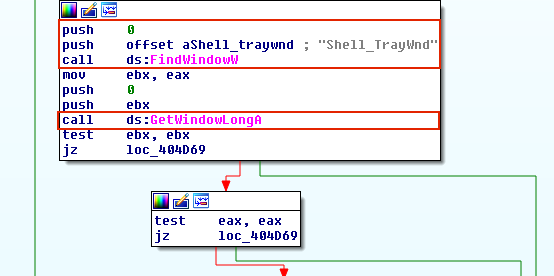 push    0
push    offset aShell_traywnd ; "Shell_TrayWnd"
call    ds:FindWindowW
mov     ebx, eax
push    0
push    ebx
call    ds:GetWindowLongA
test    ebx, ebx
jz      loc_404D69
test    eax, eax
jz      loc_404D69